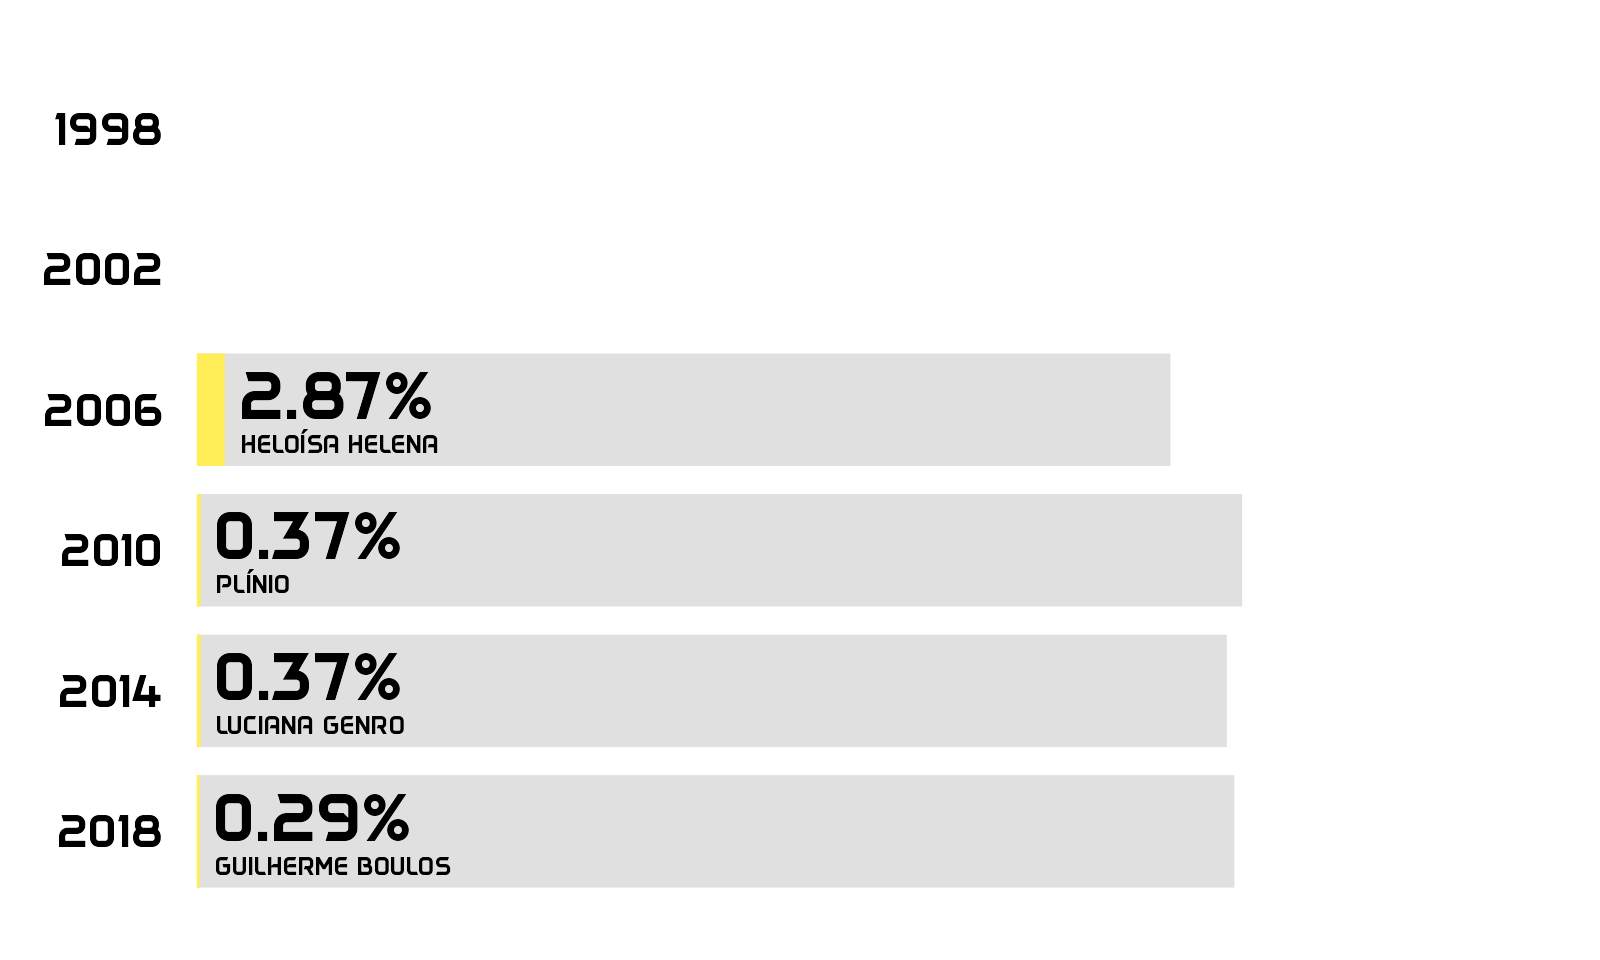 1998
2002
2006
2.87%
HELOÍSA HELENA
2010
0.37%
PLÍNIO
2014
0.37%
LUCIANA GENRO
2018
0.29%
GUILHERME BOULOS